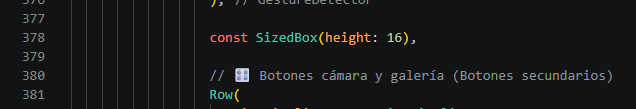 376 ), // GestureDetector
377
378 const SizedBox(height: 16),
379
380 // 🎛️ Botones cámara y galería (Botones secundarios)
381 Row(